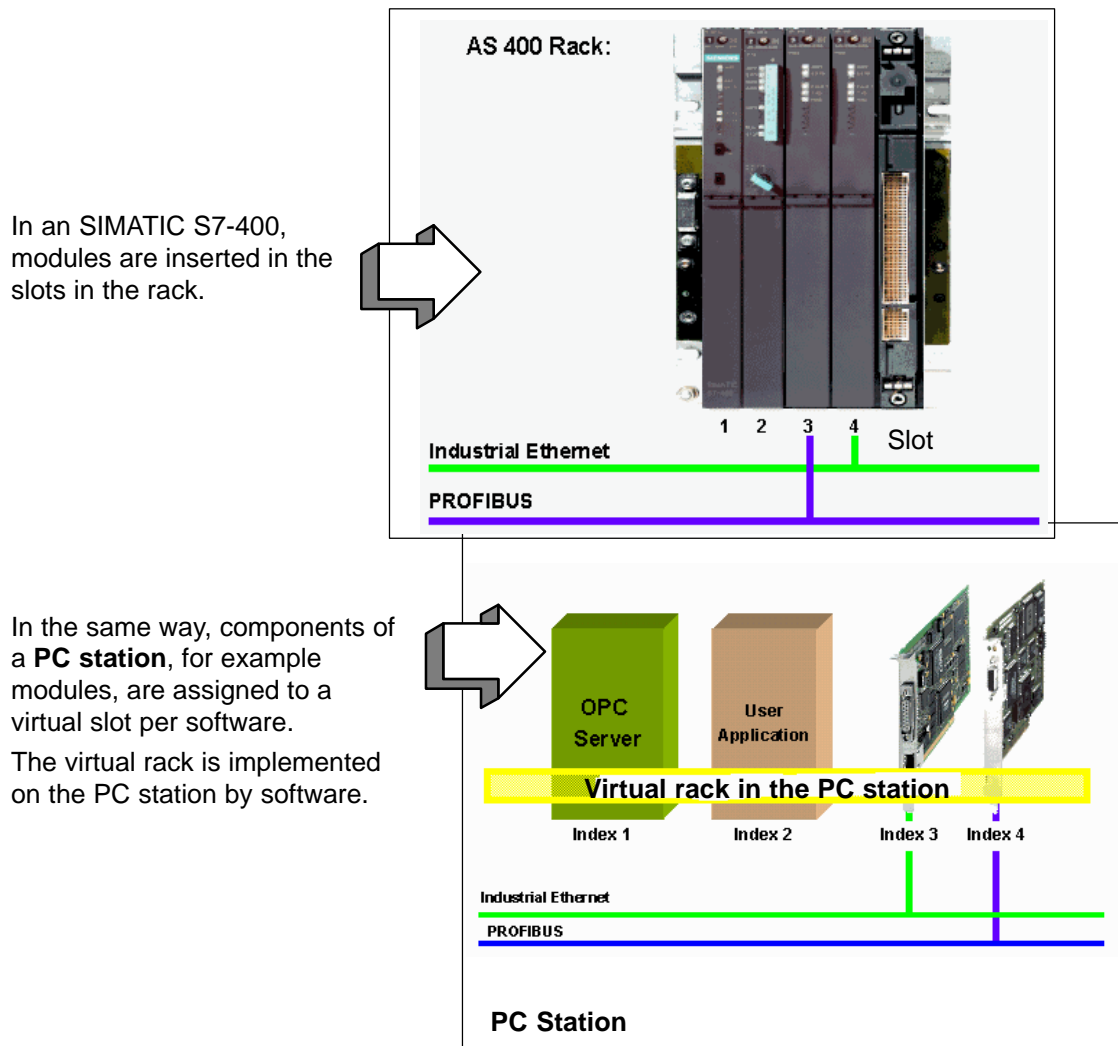 AS 400 Rack:
SIEMENS
In an SIMATIC S7-400,
modules are inserted in the
slots in the rack.
1 2 3 4 Slot
Industrial Ethernet
PROFIBUS
In the same way, components of
a PC station, for example
modules, are assigned to a
virtual slot per software.
The virtual rack is implemented
on the PC station by software.
OPC
Server
User
Application
Virtual rack in the PC station
Index 1 Index 2 Index 3 Index 4
Industrial Ethernet
PROFIBUS
PC Station